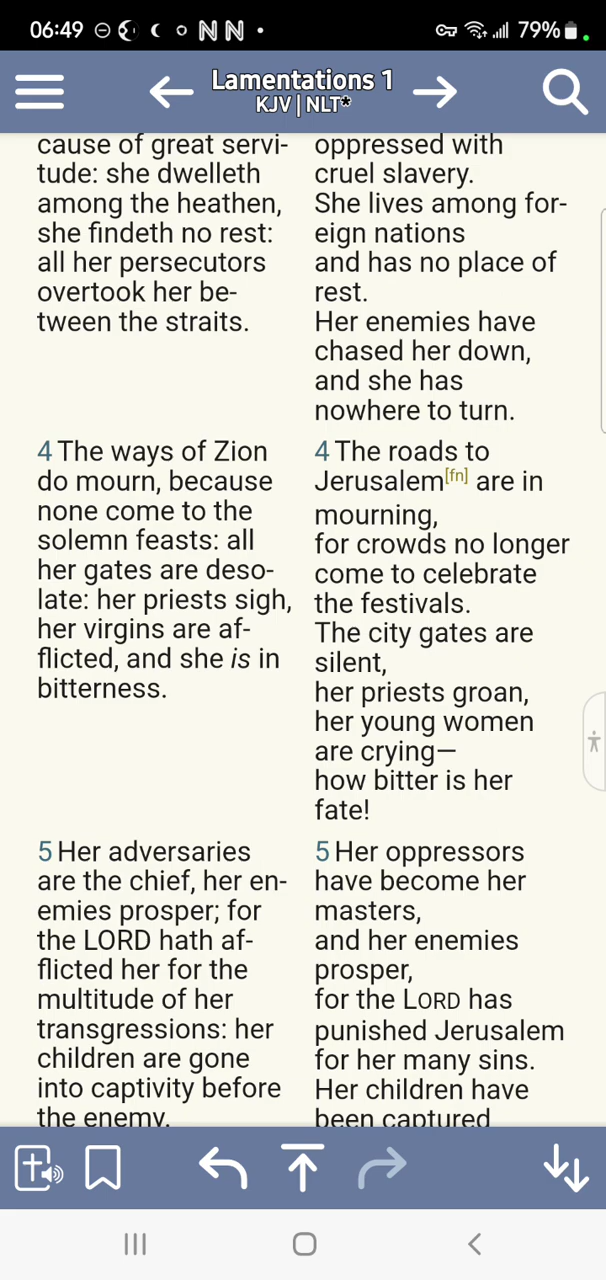 06:49
79%
Lamentations 1
KJV | NLT*
cause of great servi-
tude: she dwelleth
among the heathen,
she findeth no rest:
all her persecutors
overtook her be-
tween the straits.
oppressed with
cruel slavery.
She lives among for-
eign nations
and has no place of
rest.
Her enemies have
chased her down,
and she has
nowhere to turn.
4 The ways of Zion
do mourn, because
none come to the
solemn feasts: all
her gates are deso-
late: her priests sigh,
her virgins are af-
flicted, and she is in
bitterness.
4 The roads to
Jerusalem[fn] are in
mourning,
for crowds no longer
come to celebrate
the festivals.
The city gates are
silent,
her priests groan,
her young women
are crying—
how bitter is her
fate!
5 Her adversaries
are the chief, her en-
emies prosper; for
the LORD hath af-
flicted her for the
multitude of her
transgressions: her
children are gone
into captivity before
the enemy.
5 Her oppressors
have become her
masters,
and her enemies
prosper,
for the LORD has
punished Jerusalem
for her many sins.
Her children have
been captured